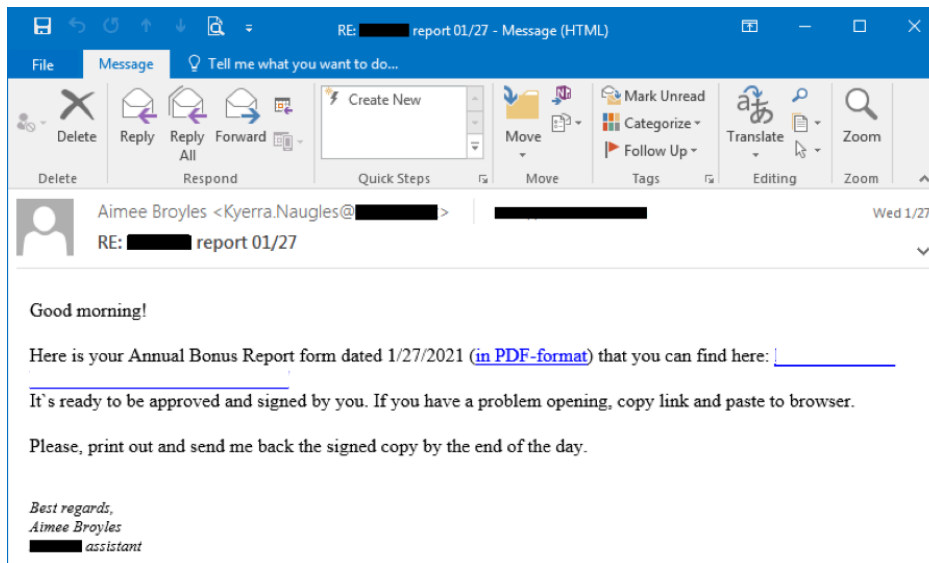 RE: report 01/27 - Message (HTML)
File Message Tell me what you want to do...
Delete
Reply
Reply All
Forward
Create New
Move
Mark Unread
Categorize
Follow Up
Translate
Zoom
Delete Respond Quick Steps Move Tags Editing Zoom
Aimee Broyles <Kyerra.Naugles@ > Wed 1/27
RE: report 01/27
Good morning!
Here is your Annual Bonus Report form dated 1/27/2021 (in PDF-format) that you can find here:
It`s ready to be approved and signed by you. If you have a problem opening, copy link and paste to browser.
Please, print out and send me back the signed copy by the end of the day.
Best regards,
Aimee Broyles
assistant